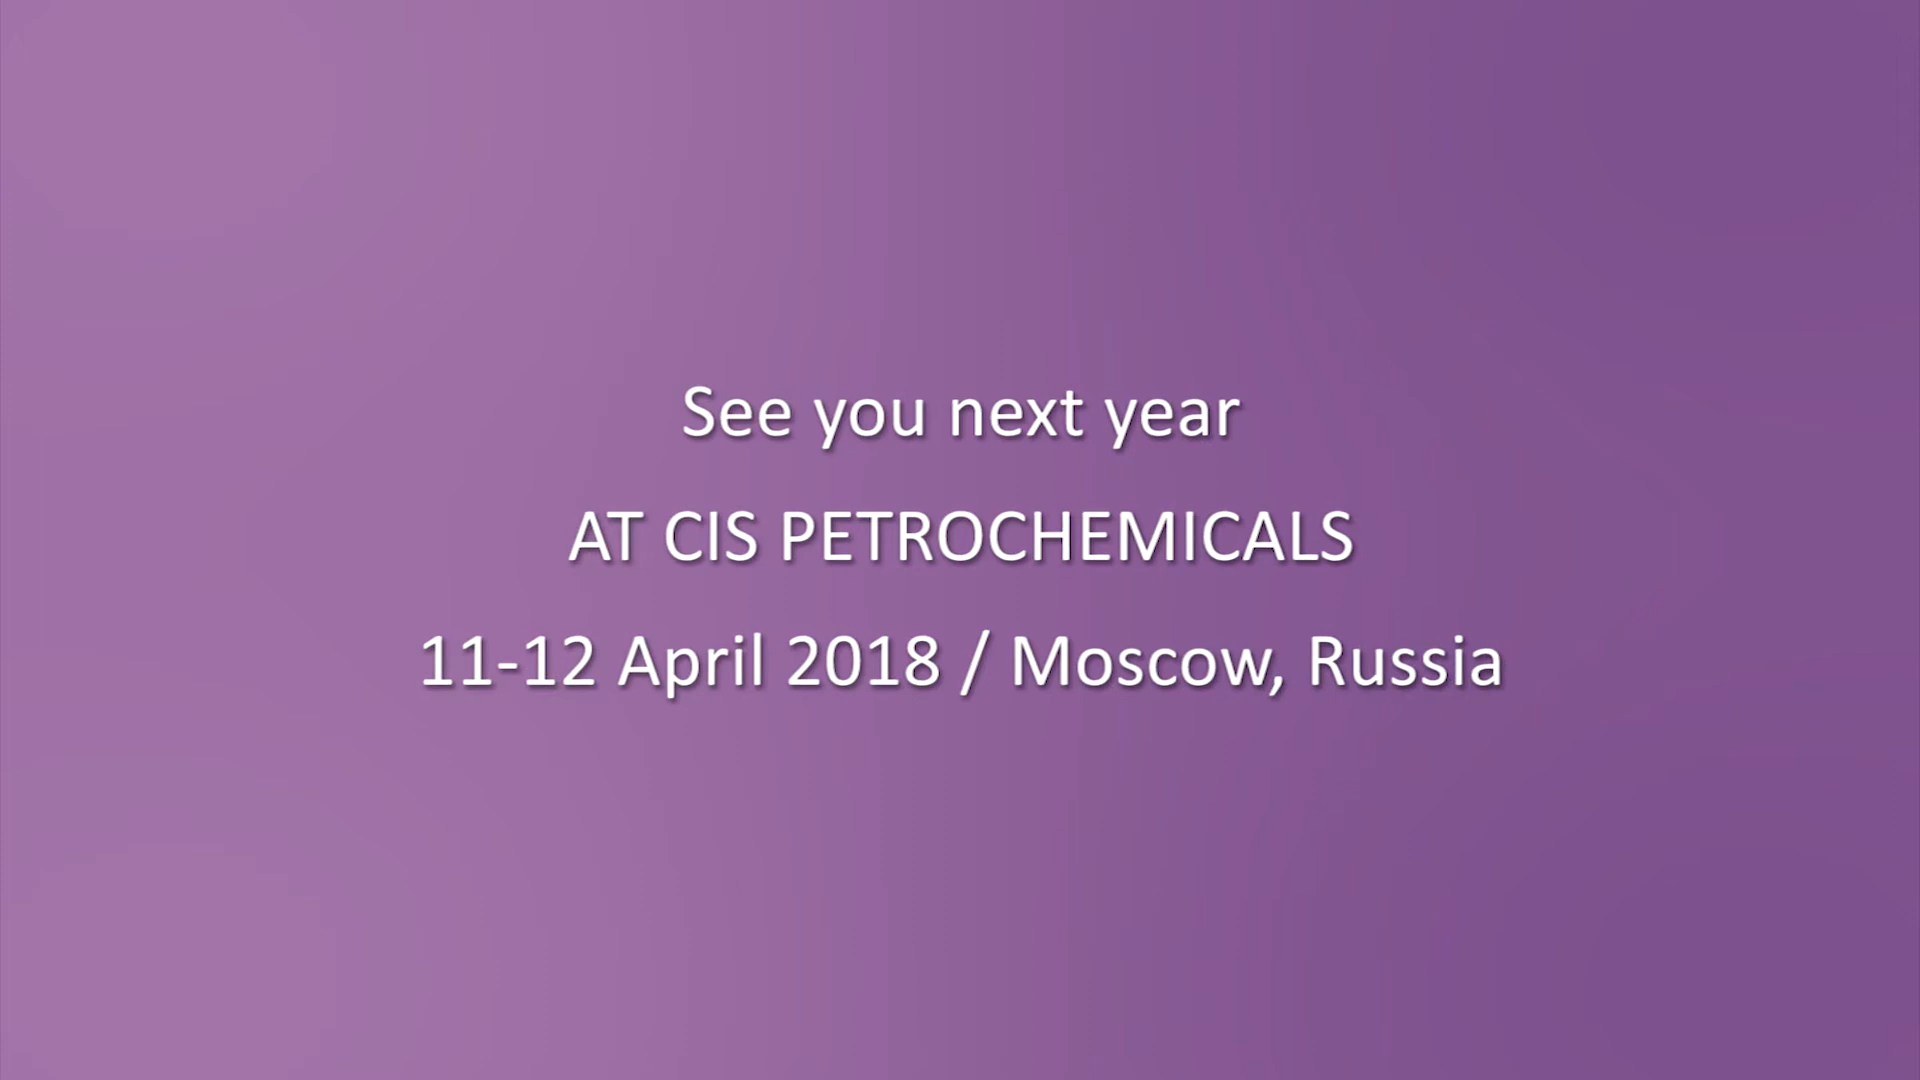 See you next year
AT CIS PETROCHEMICALS
11-12 April 2018 / Moscow, Russia